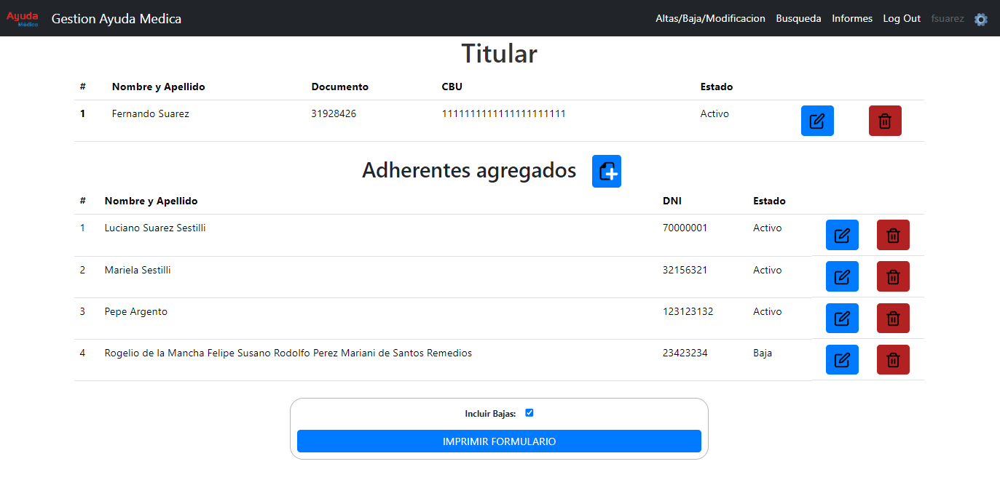 Ayuda
Médica
Gestion Ayuda Medica
Altas/Baja/Modificacion Busqueda Informes Log Out fsuarez
Titular
# Nombre y Apellido Documento CBU Estado
1 Fernando Suarez 31928426 1111111111111111111111 Activo
Adherentes agregados
# Nombre y Apellido DNI Estado
1 Luciano Suarez Sestilli 70000001 Activo
2 Mariela Sestilli 32156321 Activo
3 Pepe Argento 123123132 Activo
4 Rogelio de la Mancha Felipe Susano Rodolfo Perez Mariani de Santos Remedios 23423234 Baja
Incluir Bajas:
IMPRIMIR FORMULARIO